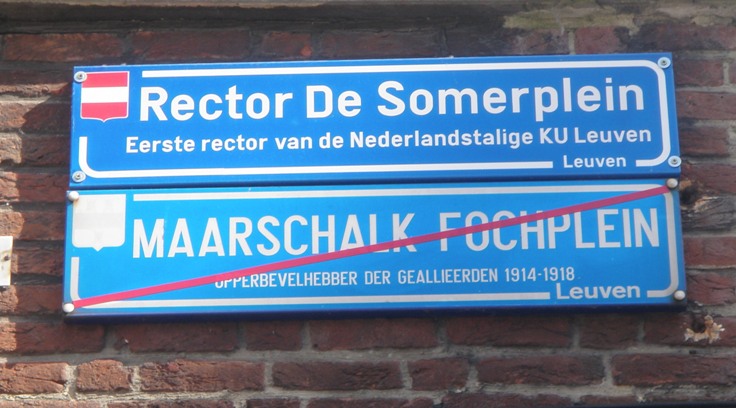 Rector De Somerplein
Eerste rector van de Nederlandstalige KU Leuven
Leuven
MAARSCHALK FOCHPLEIN
OPPERBEVELHEBBER DER GEALLIEERDEN 1914-1918
Leuven